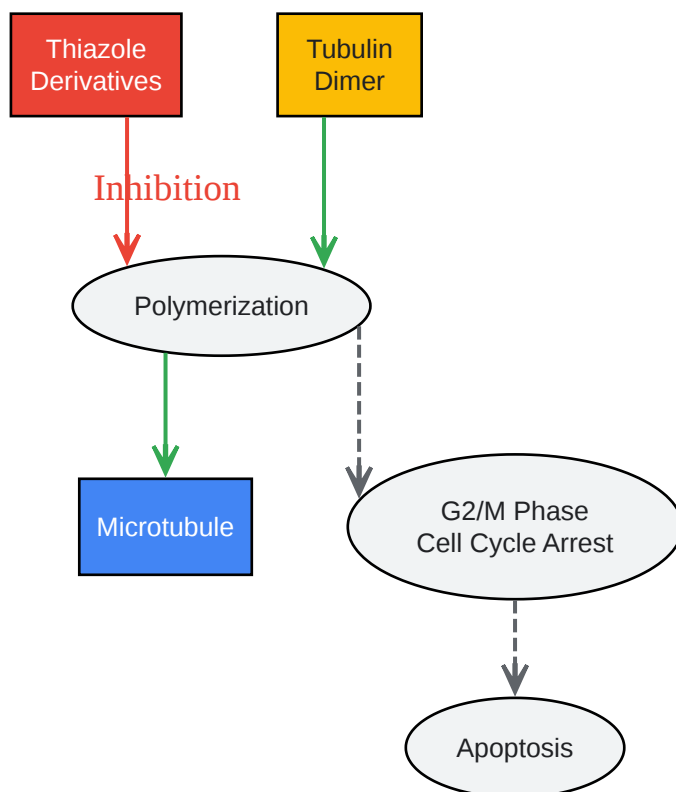 Thiazole
Derivatives
Tubulin
Dimer
Inhibition
Polymerization
Microtubule
G2/M Phase
Cell Cycle Arrest
Apoptosis